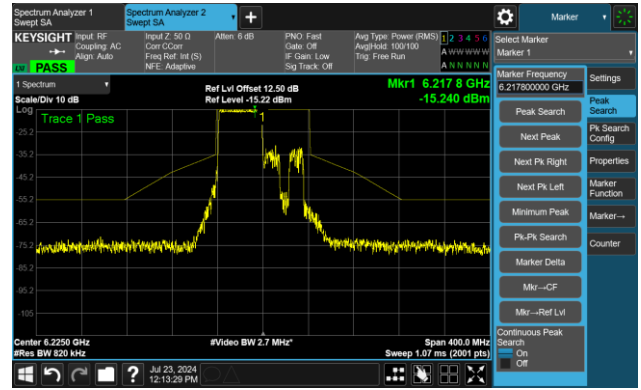 Spectrum Analyzer 1
Swept SA
Spectrum Analyzer 2
Swept SA
+
Marker
KEYSIGHT
Input: RF
Coupling: AC
Align: Auto
Input Z: 50 Ω
Corr CCorr
Freq Ref: Int (S)
NFE: Adaptive
Atten: 6 dB
PNO: Fast
Gate: Off
IF Gain: Low
Sig Track: Off
Avg Type: Power (RMS)
Avg|Hold: 100/100
Trig: Free Run
1 2 3 4 5 6
A W W W W W
A N N N N N
LVI PASS
Select Marker
Marker 1
1 Spectrum
Scale/Div 10 dB
Ref Lvl Offset 12.50 dB
Ref Level -15.22 dBm
Mkr1 6.217 8 GHz
-15.240 dBm
Log
Trace 1 Pass
1
-25.2
-35.2
-45.2
-55.2
-65.2
-75.2
-85.2
-95.2
-105
Center 6.2250 GHz
#Res BW 820 kHz
#Video BW 2.7 MHz*
Span 400.0 MHz
Sweep 1.07 ms (2001 pts)
Marker Frequency
6.217800000 GHz
Peak Search
Next Peak
Next Pk Right
Next Pk Left
Minimum Peak
Pk-Pk Search
Marker Delta
Mkr→CF
Mkr→Ref Lvl
Continuous Peak
Search
On
Off
Settings
Peak
Search
Pk Search
Config
Properties
Marker
Function
Marker→
Counter
?
Jul 23, 2024
12:13:29 PM